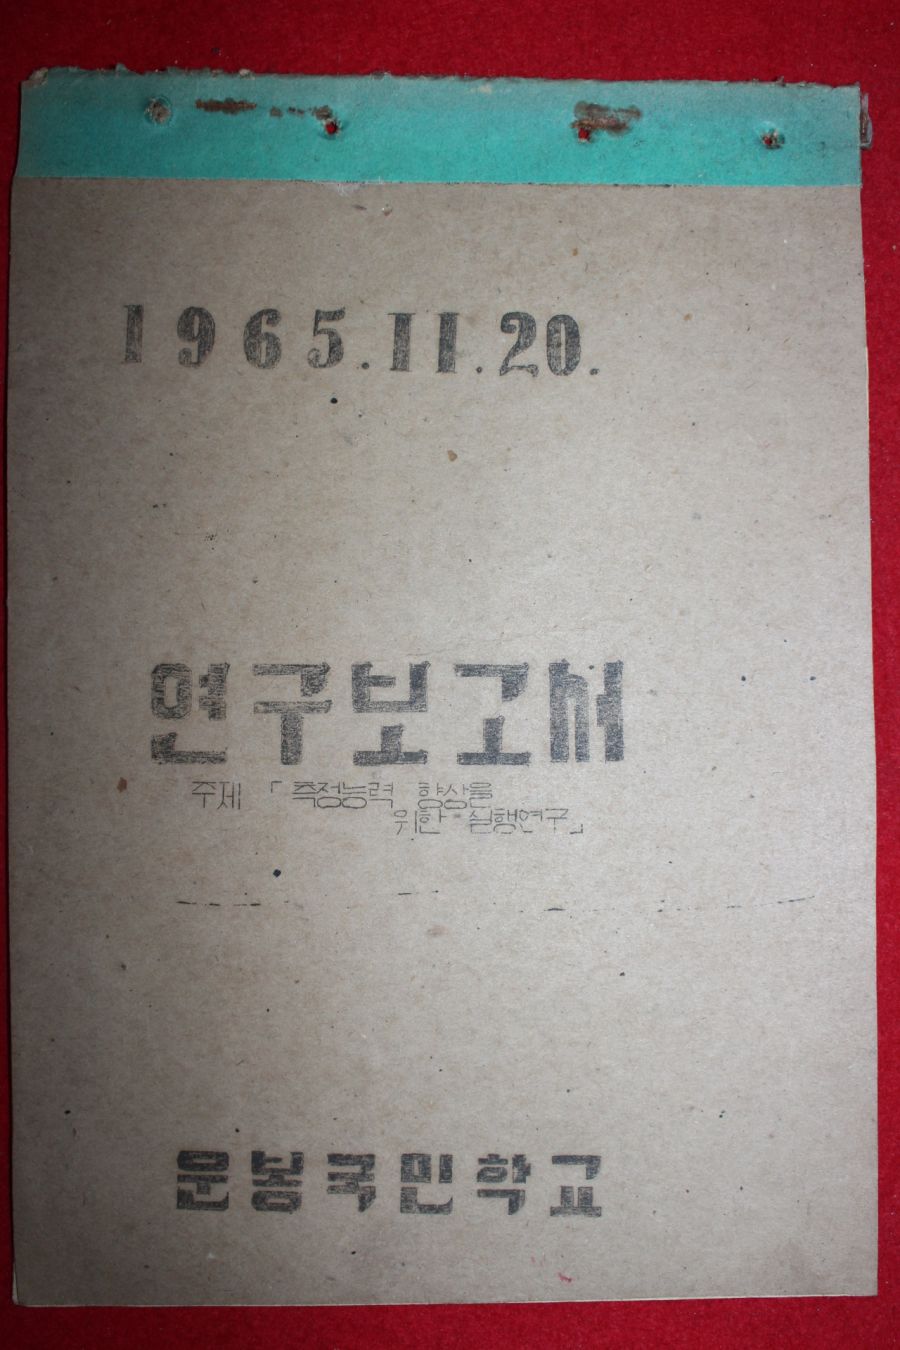 1965.11.20.
연구보고서
주제 「측정능력 향상을
위한 실행연구」
운봉국민학교